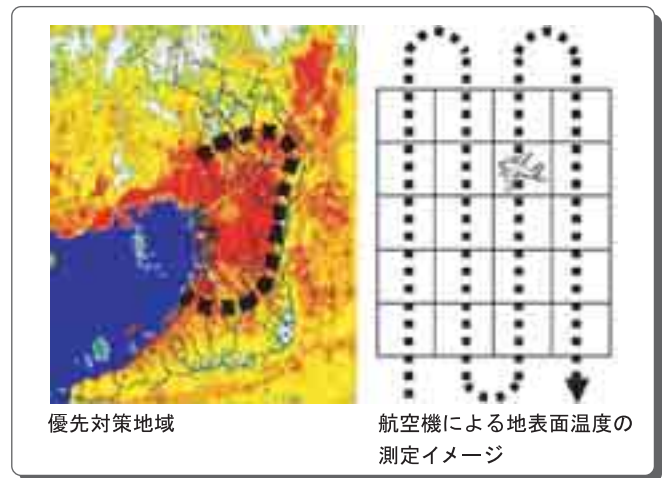 優先対策地域
航空機による地表面温度の
測定イメージ